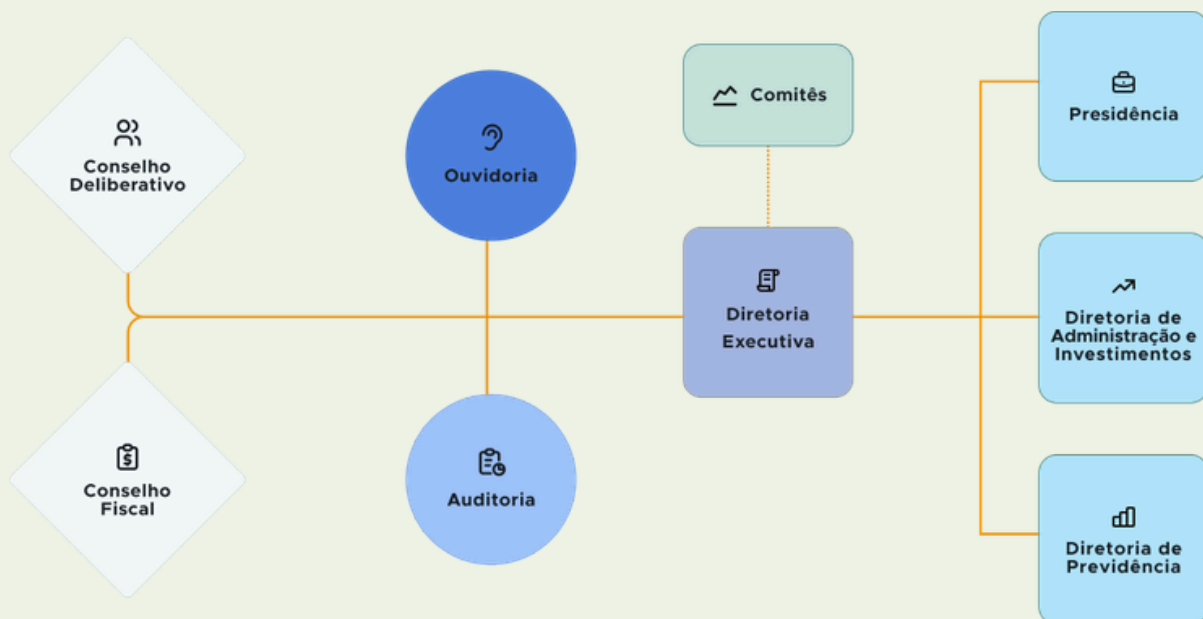 Conselho
Deliberativo
Conselho
Fiscal
Ouvidoria
Auditoria
Comitês
Diretoria
Executiva
Presidência
Diretoria de
Administração e
Investimentos
Diretoria de
Previdência